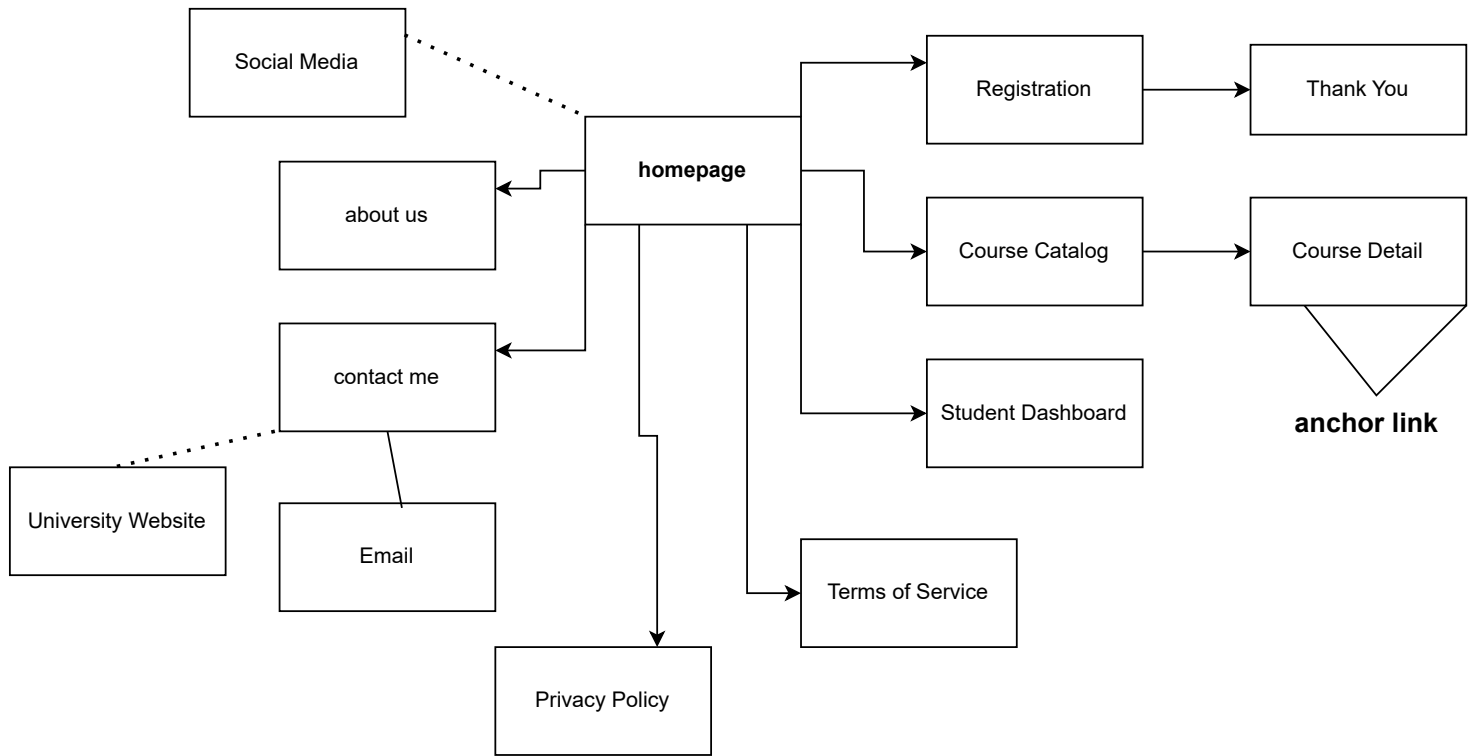 Social Media
Registration
Thank You
homepage
about us
Course Catalog
Course Detail
contact me
Student Dashboard
anchor link
University Website
Email
Terms of Service
Privacy Policy